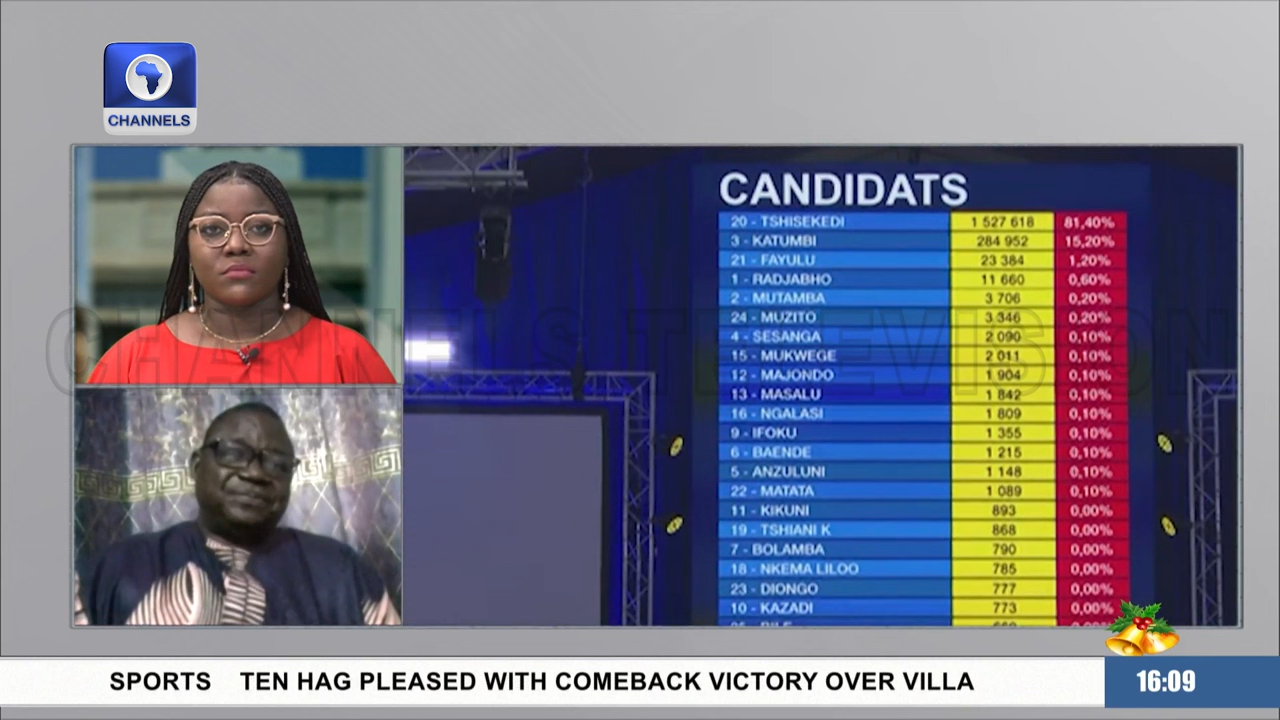 CHANNELS
CANDIDATS
20 - TSHISEKEDI 1 527 618 81,40%
3 - KATUMBI 284 952 15,20%
21 - FAYULU 23 384 1,20%
1 - RADJABHO 11 660 0,60%
2 - MUTAMBA 3 706 0,20%
24 - MUZITO 3 346 0,20%
4 - SESANGA 2 090 0,10%
15 - MUKWEGE 2 011 0,10%
12 - MAJONDO 1 904 0,10%
13 - MASALU 1 842 0,10%
16 - NGALASI 1 809 0,10%
9 - IFOKU 1 355 0,10%
6 - BAENDE 1 215 0,10%
5 - ANZULUNI 1 148 0,10%
22 - MATATA 1 089 0,10%
11 - KIKUNI 893 0,00%
19 - TSHIANI K 868 0,00%
7 - BOLAMBA 790 0,00%
18 - NKEMA LILOO 785 0,00%
23 - DIONGO 777 0,00%
10 - KAZADI 773 0,00%
CHANNELS TELEVISION
SPORTS TEN HAG PLEASED WITH COMEBACK VICTORY OVER VILLA
16:09